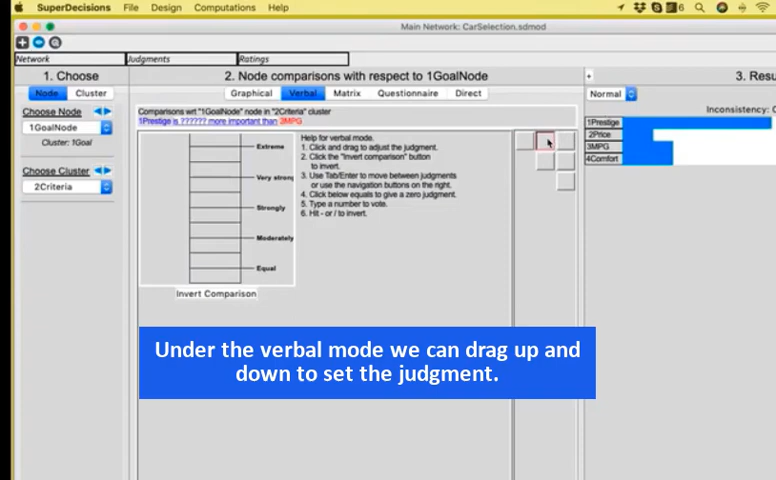 SuperDecisions File Design Computations Help 6
Main Network: CarSelection.sdmod
Network Judgments Ratings
1. Choose
Node Cluster
Choose Node
1GoalNode
Cluster: 1Goal
Choose Cluster
2Criteria
2. Node comparisons with respect to 1GoalNode
Graphical Verbal Matrix Questionnaire Direct
Comparisons wrt "1GoalNode" node in "2Criteria" cluster
1Prestige is ?????? more important than 3MPG
Extreme
Very strong
Strongly
Moderately
Equal
Invert Comparison
Help for verbal mode.
1. Click and drag to adjust the judgment.
2. Click the "Invert comparison" button
to invert.
3. Use Tab/Enter to move between judgments
or use the navigation buttons on the right.
4. Click below equals to give a zero judgment.
5. Type a number to vote.
6. Hit - or / to invert.
+ 3. Resu
Normal
Inconsistency: 0
1Prestige
2Price
3MPG
4Comfort
Under the verbal mode we can drag up and
down to set the judgment.